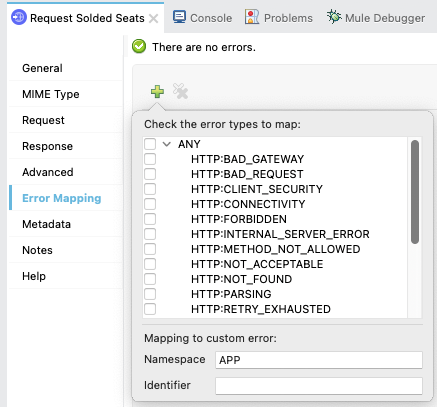 Request Solded Seats
Console
Problems
Mule Debugger
There are no errors.
General
MIME Type
Request
Response
Advanced
Error Mapping
Metadata
Notes
Help
Check the error types to map:
ANY
HTTP:BAD_GATEWAY
HTTP:BAD_REQUEST
HTTP:CLIENT_SECURITY
HTTP:CONNECTIVITY
HTTP:FORBIDDEN
HTTP:INTERNAL_SERVER_ERROR
HTTP:METHOD_NOT_ALLOWED
HTTP:NOT_ACCEPTABLE
HTTP:NOT_FOUND
HTTP:PARSING
HTTP:RETRY_EXHAUSTED
Mapping to custom error:
Namespace APP
Identifier